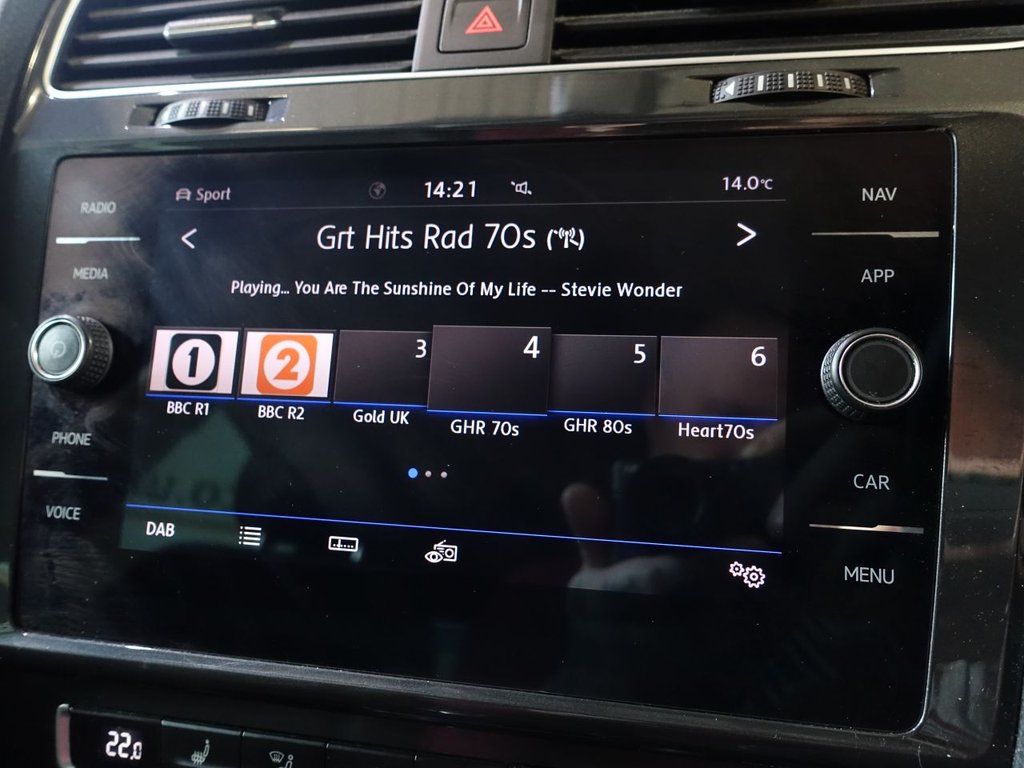 Sport 14:21 14.0°C
RADIO
NAV
< Grt Hits Rad 70s >
MEDIA
APP
Playing... You Are The Sunshine Of My Life -- Stevie Wonder
1 2 3 4 5 6
BBC R1 BBC R2 Gold UK GHR 70s GHR 80s Heart70s
PHONE
CAR
VOICE
DAB
MENU
22.0